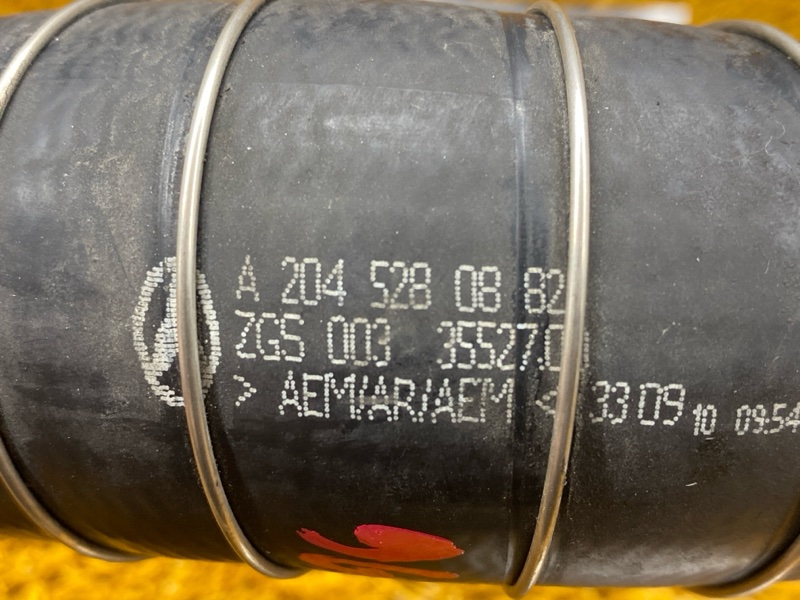 A 204 528 08 82
ZGS 003 35527.0
> AEM/AR/AEM < 33 09 10 09:54